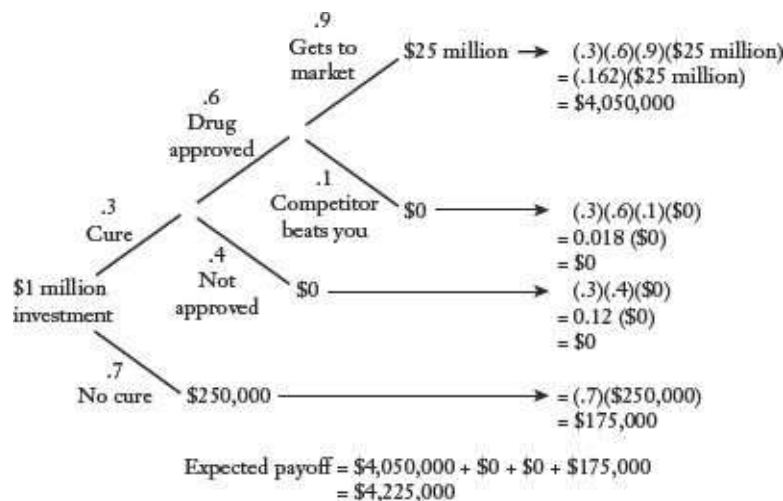 .9
Gets to
market
$25 million
(.3)(.6)(.9)($25 million)
= (.162)($25 million)
= $4,050,000
.6
Drug
approved
.1
Competitor
beats you
$0
(.3)(.6)(.1)($0)
= 0.018 ($0)
= $0
.3
Cure
.4
Not
approved
$0
(.3)(.4)($0)
= 0.12 ($0)
= $0
$1 million
investment
.7
No cure
$250,000
= (.7)($250,000)
= $175,000
Expected payoff = $4,050,000 + $0 + $0 + $175,000
= $4,225,000